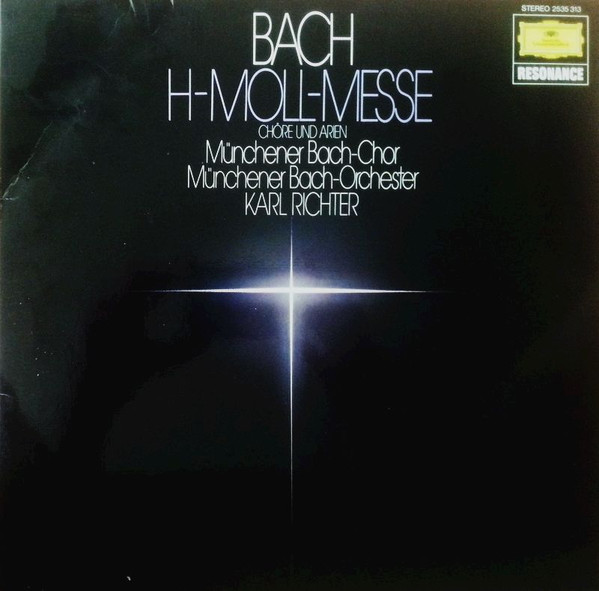 STEREO 2535 313
BACH
H-MOLL-MESSE
CHÖRE UND ARIEN
Münchener Bach-Chor
Münchener Bach-Orchester
KARL RICHTER
RESONANCE